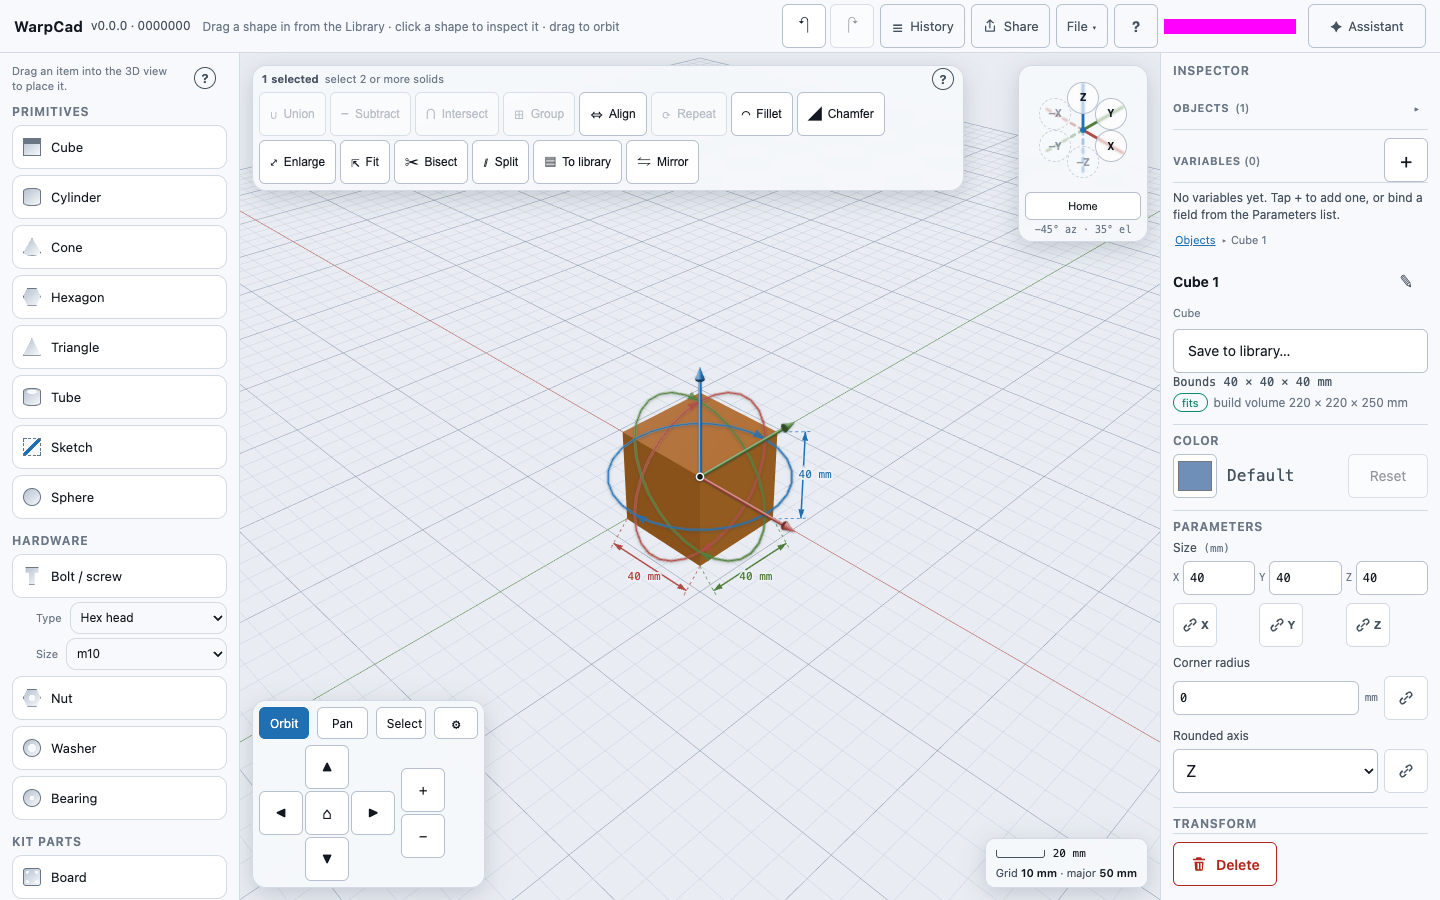 WarpCad v0.0.0 · 0000000 Drag a shape in from the Library · click a shape to inspect it · drag to orbit
History
Share
File
?
Assistant
Drag an item into the 3D view
to place it.
?
PRIMITIVES
Cube
Cylinder
Cone
Hexagon
Triangle
Tube
Sketch
Sphere
HARDWARE
Bolt / screw
Type Hex head
Size m10
Nut
Washer
Bearing
KIT PARTS
Board
1 selected select 2 or more solids
?
Union
Subtract
Intersect
Group
Align
Repeat
Fillet
Chamfer
Enlarge
Fit
Bisect
Split
To library
Mirror
Z
−X
Y
−Y
X
−Z
Home
−45° az · 35° el
40 mm
40 mm
40 mm
Orbit
Pan
Select
+
−
20 mm
Grid 10 mm · major 50 mm
INSPECTOR
OBJECTS (1)
VARIABLES (0)
+
No variables yet. Tap + to add one, or bind a
field from the Parameters list.
Objects ▸ Cube 1
Cube 1
Cube
Save to library...
Bounds 40 × 40 × 40 mm
fits build volume 220 × 220 × 250 mm
COLOR
Default
Reset
PARAMETERS
Size (mm)
X 40 Y 40 Z 40
X Y Z
Corner radius
0 mm
Rounded axis
Z
TRANSFORM
Delete